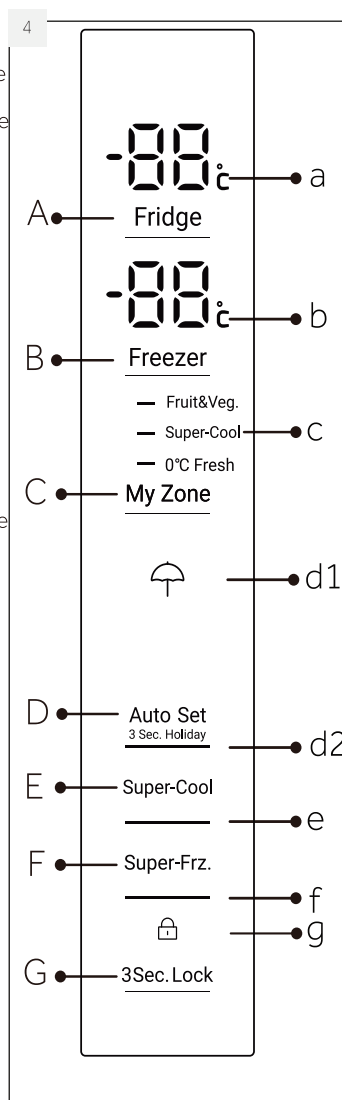 4
e
e
-88°c
a
A
Fridge
-88°c
b
B
Freezer
Fruit&Veg.
Super-Cool
c
0°C Fresh
C
My Zone
e
d1
D
Auto Set
3 Sec. Holiday
d2
E
Super-Cool
e
F
Super-Frz.
f
g
G
3Sec.Lock